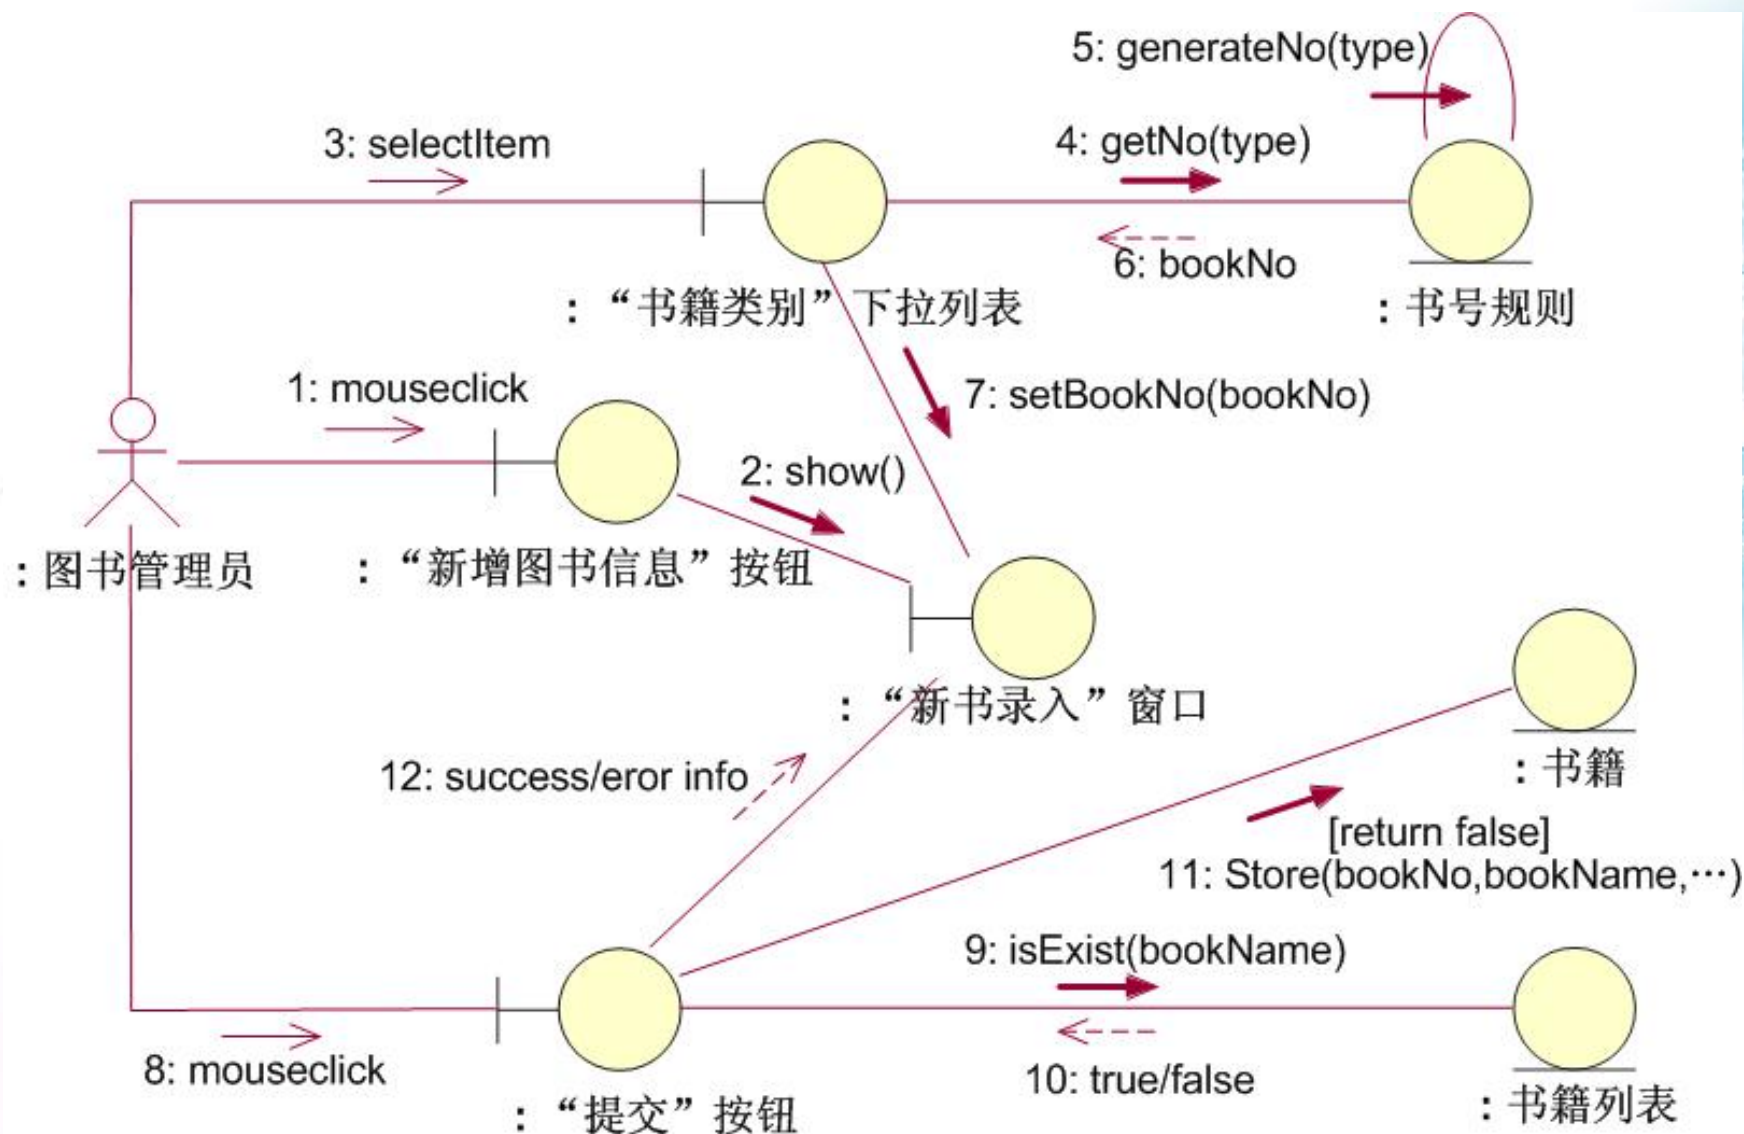 5: generateNo(type)
3: selectItem
4: getNo(type)
6: bookNo
: “书籍类别” 下拉列表
: 书号规则
1: mouseclick
7: setBookNo(bookNo)
2: show()
: 图书管理员
: “新增图书信息” 按钮
: “新书录入” 窗口
12: success/eror info
: 书籍
[return false]
11: Store(bookNo,bookName,…)
9: isExist(bookName)
8: mouseclick
10: true/false
: “提交” 按钮
: 书籍列表